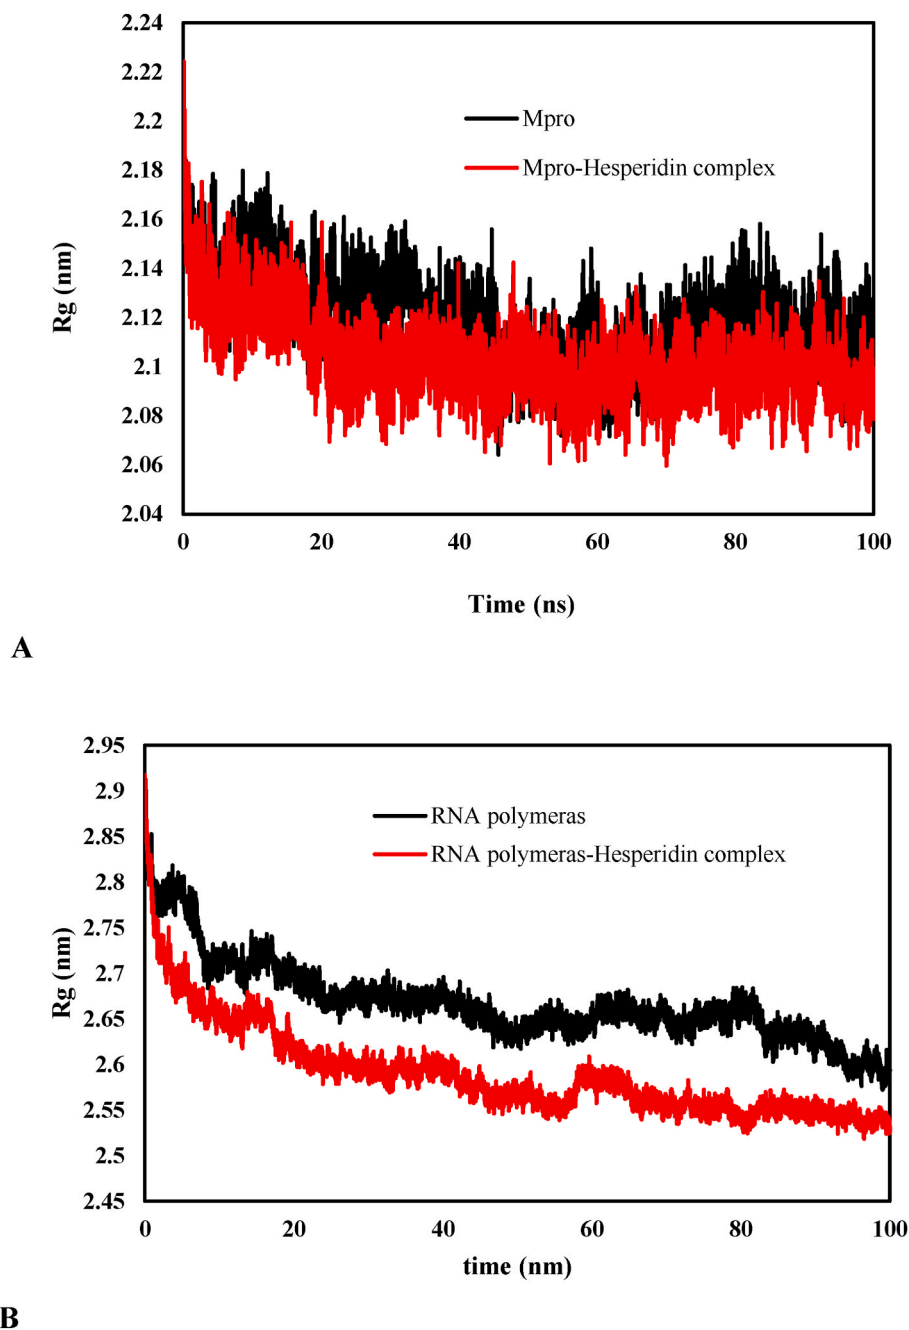 2.24
2.22
2.2
2.18
2.16
2.14
2.12
2.1
2.08
2.06
2.04
Rg (nm)
Mpro
Mpro-Hesperidin complex
0 20 40 60 80 100
Time (ns)
A
2.95
2.9
2.85
2.8
2.75
2.7
2.65
2.6
2.55
2.5
2.45
Rg (nm)
RNA polymeras
RNA polymeras-Hesperidin complex
0 20 40 60 80 100
time (nm)
B